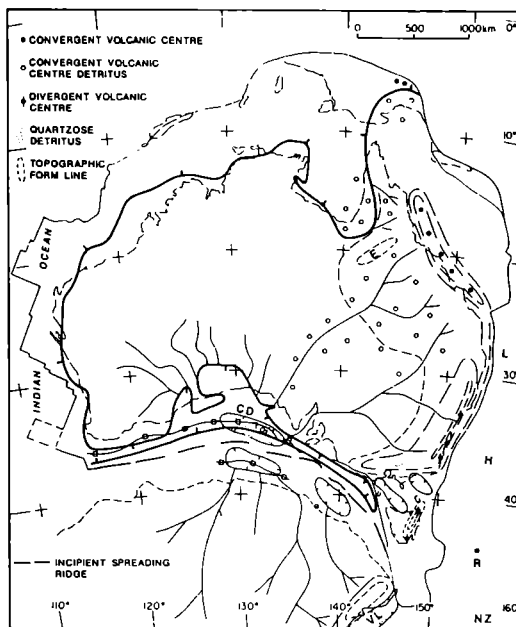 CONVERGENT VOLCANIC CENTRE
CONVERGENT VOLCANIC CENTRE DETRITUS
DIVERGENT VOLCANIC CENTRE
QUARTZOSE DETRITUS
TOPOGRAPHIC FORM LINE
0 500 1000km
0°
10°
OCEAN
INDIAN
E
L
30°
CD
H
40°
R
INCIPIENT SPREADING RIDGE
VL
110° 120° 130° 140° 150° NZ 160°